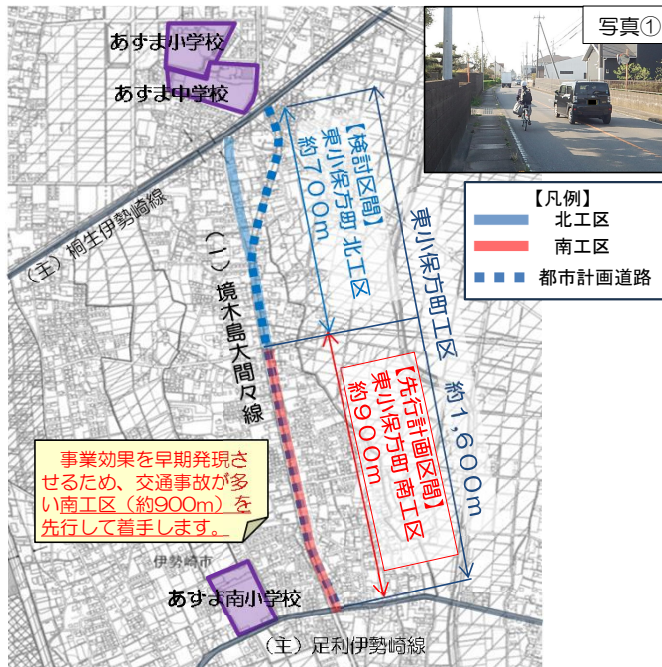 あずま小学校
あずま中学校
写真①
【凡例】
北工区
南工区
都市計画道路
(主) 桐生伊勢崎線
(一) 境木島大間々線
【検討区間】
東小保方町 北工区
約700m
東小保方町工区 約1,600m
【先行計画区間】
東小保方町 南工区
約900m
事業効果を早期発現さ
せるため、交通事故が多
い南工区(約900m)を
先行して着手します。
伊勢崎市
あずま南小学校
(主) 足利伊勢崎線